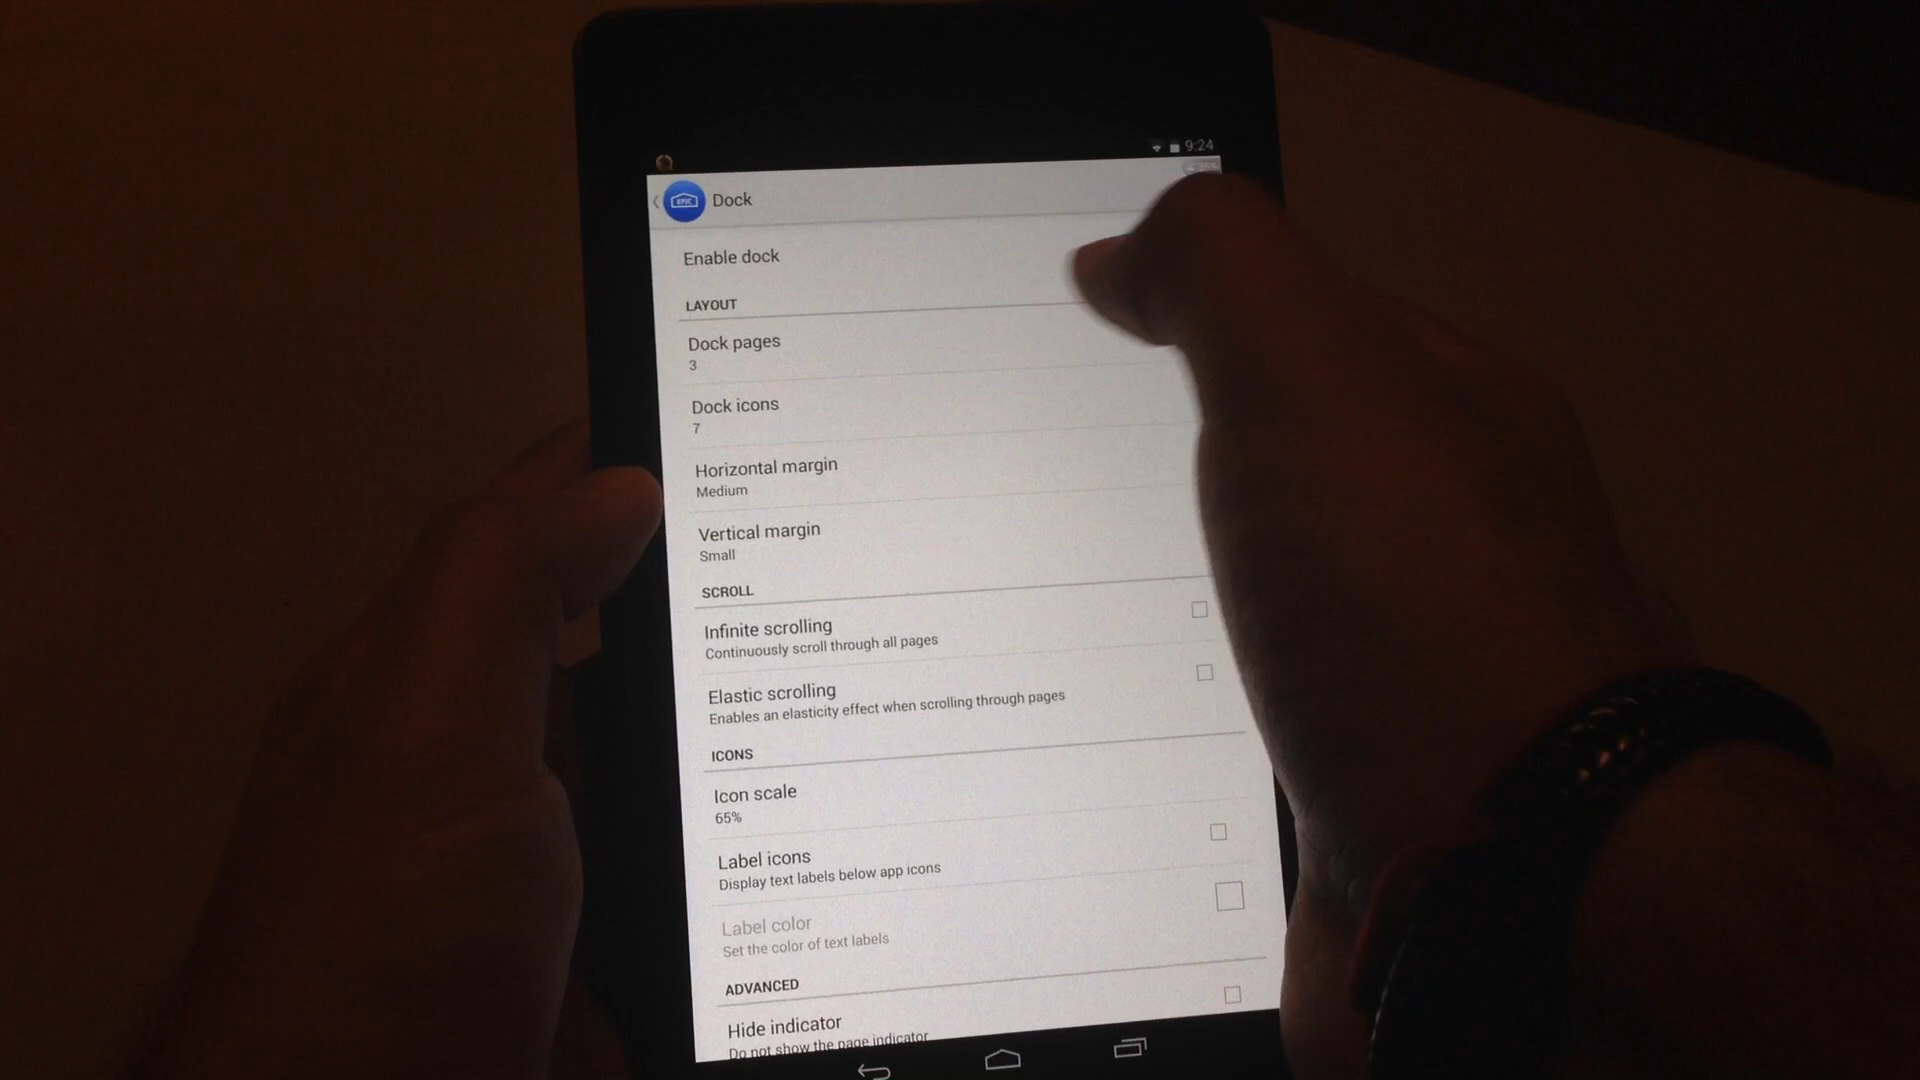 9:24
EPIC
Dock
Enable dock
LAYOUT
Dock pages
3
Dock icons
7
Horizontal margin
Medium
Vertical margin
Small
SCROLL
Infinite scrolling
Continuously scroll through all pages
Elastic scrolling
Enables an elasticity effect when scrolling through pages
ICONS
Icon scale
65%
Label icons
Display text labels below app icons
Label color
Set the color of text labels
ADVANCED
Hide indicator
Do not show the page indicator